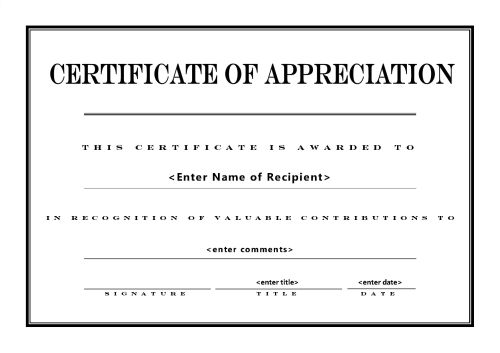 CERTIFICATE OF APPRECIATION
THIS CERTIFICATE IS AWARDED TO
<Enter Name of Recipient>
IN RECOGNITION OF VALUABLE CONTRIBUTIONS TO
<enter comments>
<enter title> <enter date>
SIGNATURE TITLE DATE